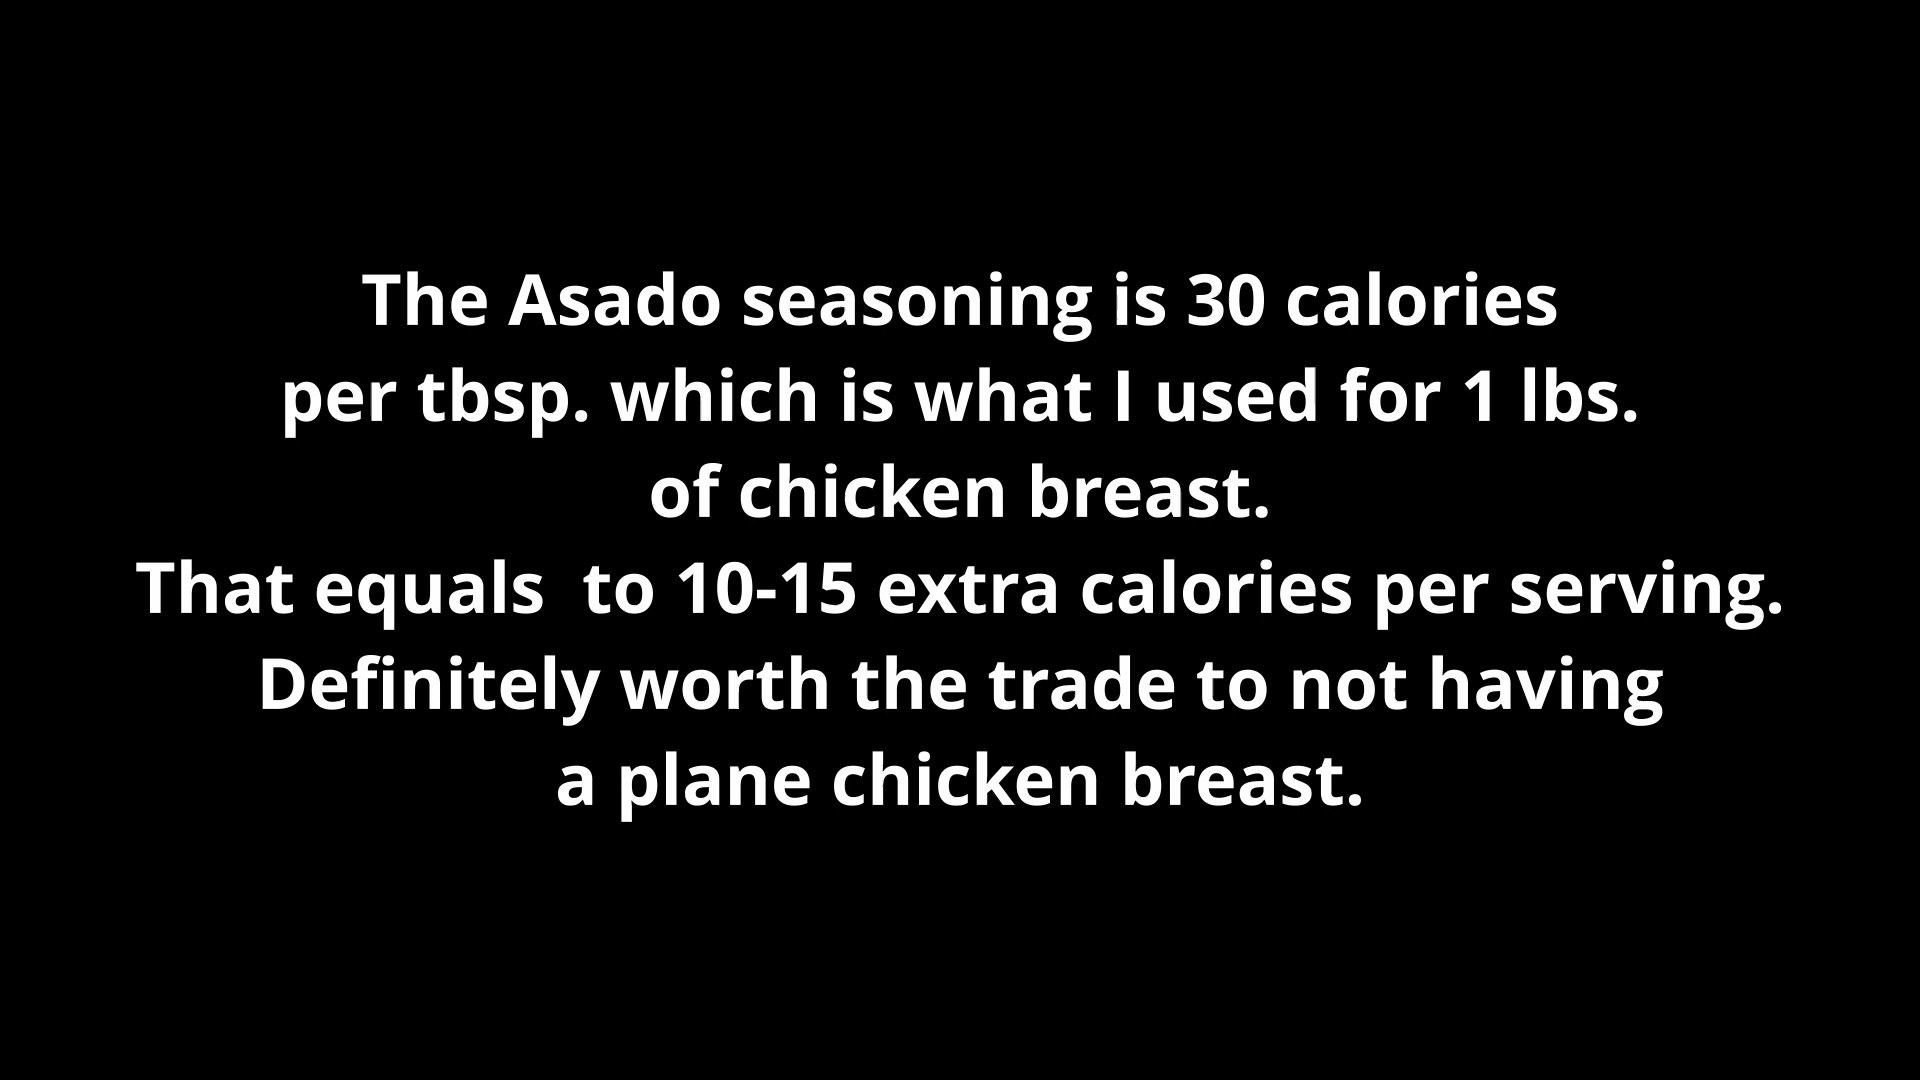 The Asado seasoning is 30 calories
per tbsp. which is what I used for 1 lbs.
of chicken breast.
That equals  to 10-15 extra calories per serving.
Definitely worth the trade to not having
a plane chicken breast.